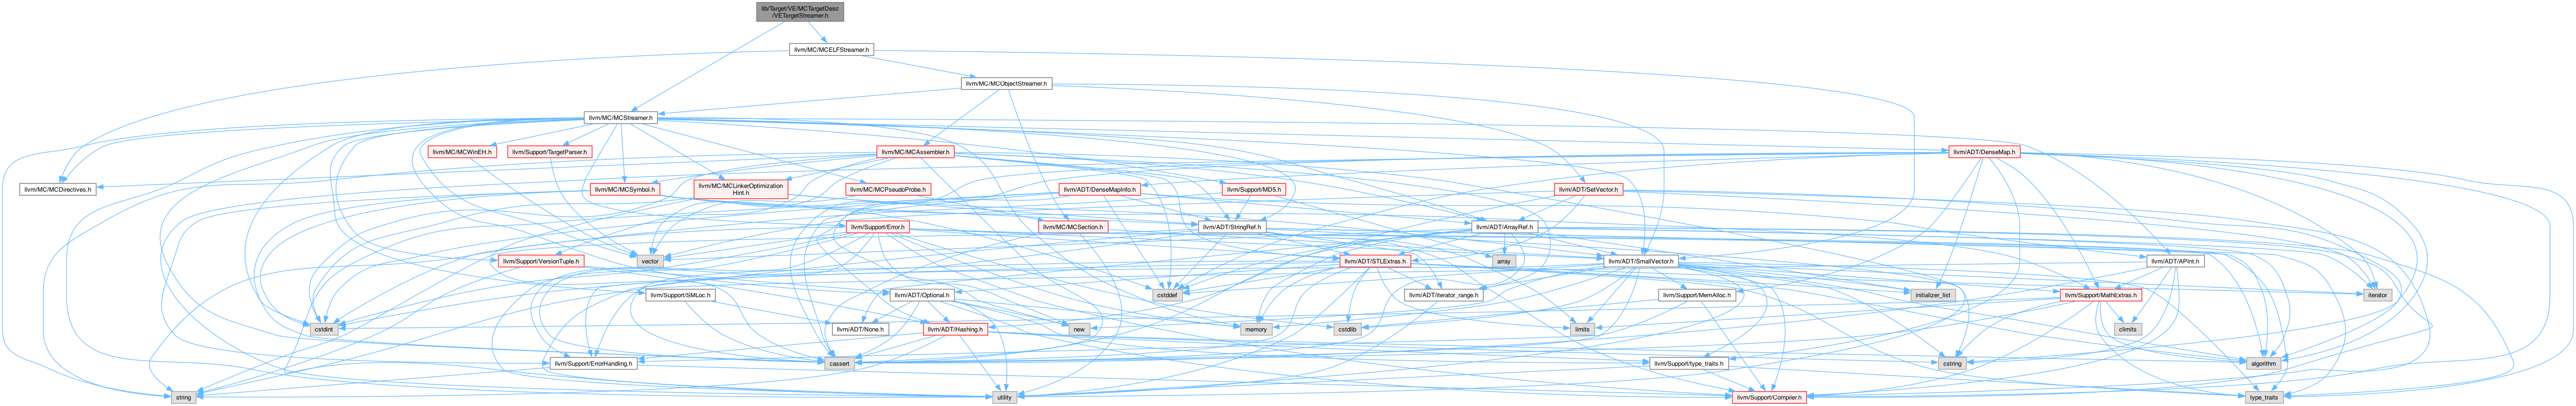 lib/Target/VE/MCTargetDesc
/VETargetStreamer.h
llvm/MC/MCELFStreamer.h
llvm/MC/MCObjectStreamer.h
llvm/MC/MCStreamer.h
llvm/MC/MCWinEH.h
llvm/Support/TargetParser.h
llvm/MC/MCAssembler.h
llvm/ADT/DenseMap.h
llvm/MC/MCDirectives.h
llvm/MC/MCSymbol.h
llvm/MC/MCLinkerOptimization
Hint.h
llvm/MC/MCPseudoProbe.h
llvm/ADT/DenseMapInfo.h
llvm/Support/MD5.h
llvm/ADT/SetVector.h
llvm/Support/Error.h
llvm/MC/MCSection.h
llvm/ADT/StringRef.h
llvm/ADT/ArrayRef.h
llvm/Support/VersionTuple.h
vector
llvm/ADT/STLExtras.h
array
llvm/ADT/SmallVector.h
llvm/ADT/APInt.h
llvm/Support/SMLoc.h
llvm/ADT/Optional.h
cstddef
llvm/ADT/iterator_range.h
llvm/Support/MemAlloc.h
initializer_list
llvm/Support/MathExtras.h
iterator
cstdint
llvm/ADT/None.h
llvm/ADT/Hashing.h
new
memory
cstdlib
limits
climits
llvm/Support/ErrorHandling.h
cassert
llvm/Support/type_traits.h
cstring
algorithm
string
utility
llvm/Support/Compiler.h
type_traits